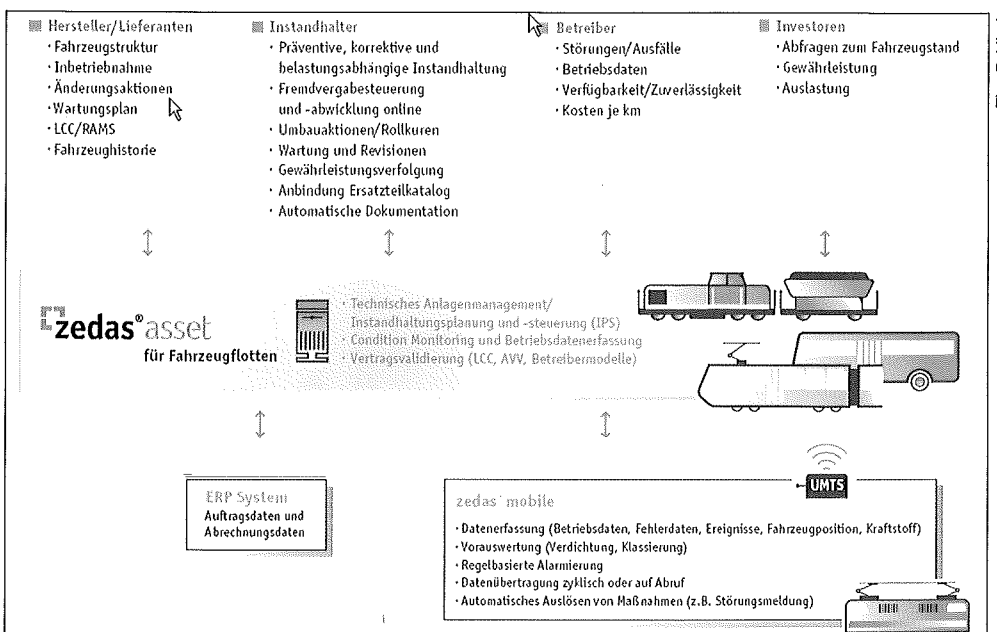 Hersteller/Lieferanten
· Fahrzeugstruktur
· Inbetriebnahme
· Änderungsaktionen
· Wartungsplan
· LCC/RAMS
· Fahrzeughistorie
Instandhalter
· Präventive, korrektive und
belastungsabhängige Instandhaltung
· Fremdvergabesteuerung
und -abwicklung online
· Umbauaktionen/Rollkuren
· Wartung und Revisionen
· Gewährleistungsverfolgung
· Anbindung Ersatzteilkatalog
· Automatische Dokumentation
Betreiber
· Störungen/Ausfälle
· Betriebsdaten
· Verfügbarkeit/Zuverlässigkeit
· Kosten je km
Investoren
· Abfragen zum Fahrzeugstand
· Gewährleistung
· Auslastung
zedas® asset
für Fahrzeugflotten
· Technisches Anlagenmanagement/
Instandhaltungsplanung und -steuerung (IPS)
· Condition Monitoring und Betriebsdatenerfassung
· Vertragsvalidierung (LCC, AVV, Betreibermodelle)
ERP System
Auftragsdaten und
Abrechnungsdaten
UMTS
zedas® mobile
· Datenerfassung (Betriebsdaten, Fehlerdaten, Ereignisse, Fahrzeugposition, Kraftstoff)
· Vorauswertung (Verdichtung, Klassierung)
· Regelbasierte Alarmierung
· Datenübertragung zyklisch oder auf Abruf
· Automatisches Auslösen von Maßnahmen (z.B. Störungsmeldung)